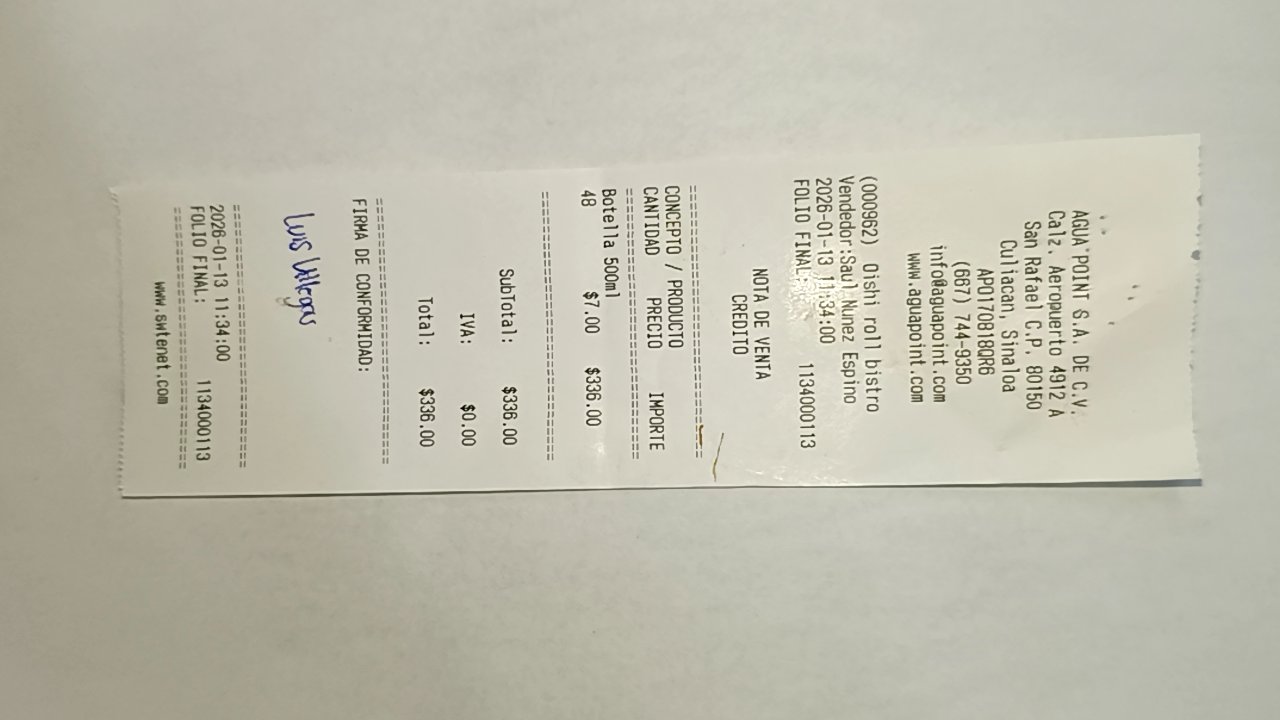 AGUA POINT S.A. DE C.V.
Calz. Aeropuerto 4912 A
San Rafael C.P. 80150
Culiacan, Sinaloa
APO170818QR6
(667) 744-9350
info@aguapoint.com
www.aguapoint.com
(000962) Oishi roll bistro
Vendedor:Saul Nunez Espino
2026-01-13 11:34:00
FOLIO FINAL: 1134000113
NOTA7 DE VENTA
CREDITO
==============================
CONCEPTO / PRODUCTO
CANTIDAD PRECIO IMPORTE
==============================
Botella 500ml
48 $7.00 $336.00
==============================
SubTotal: $336.00
IVA: $0.00
Total: $336.00
==============================
FIRMA DE CONFORMIDAD:
Luis Villegas
==============================
2026-01-13 11:34:00
FOLIO FINAL: 1134000113
==============================
www.swtenet.com